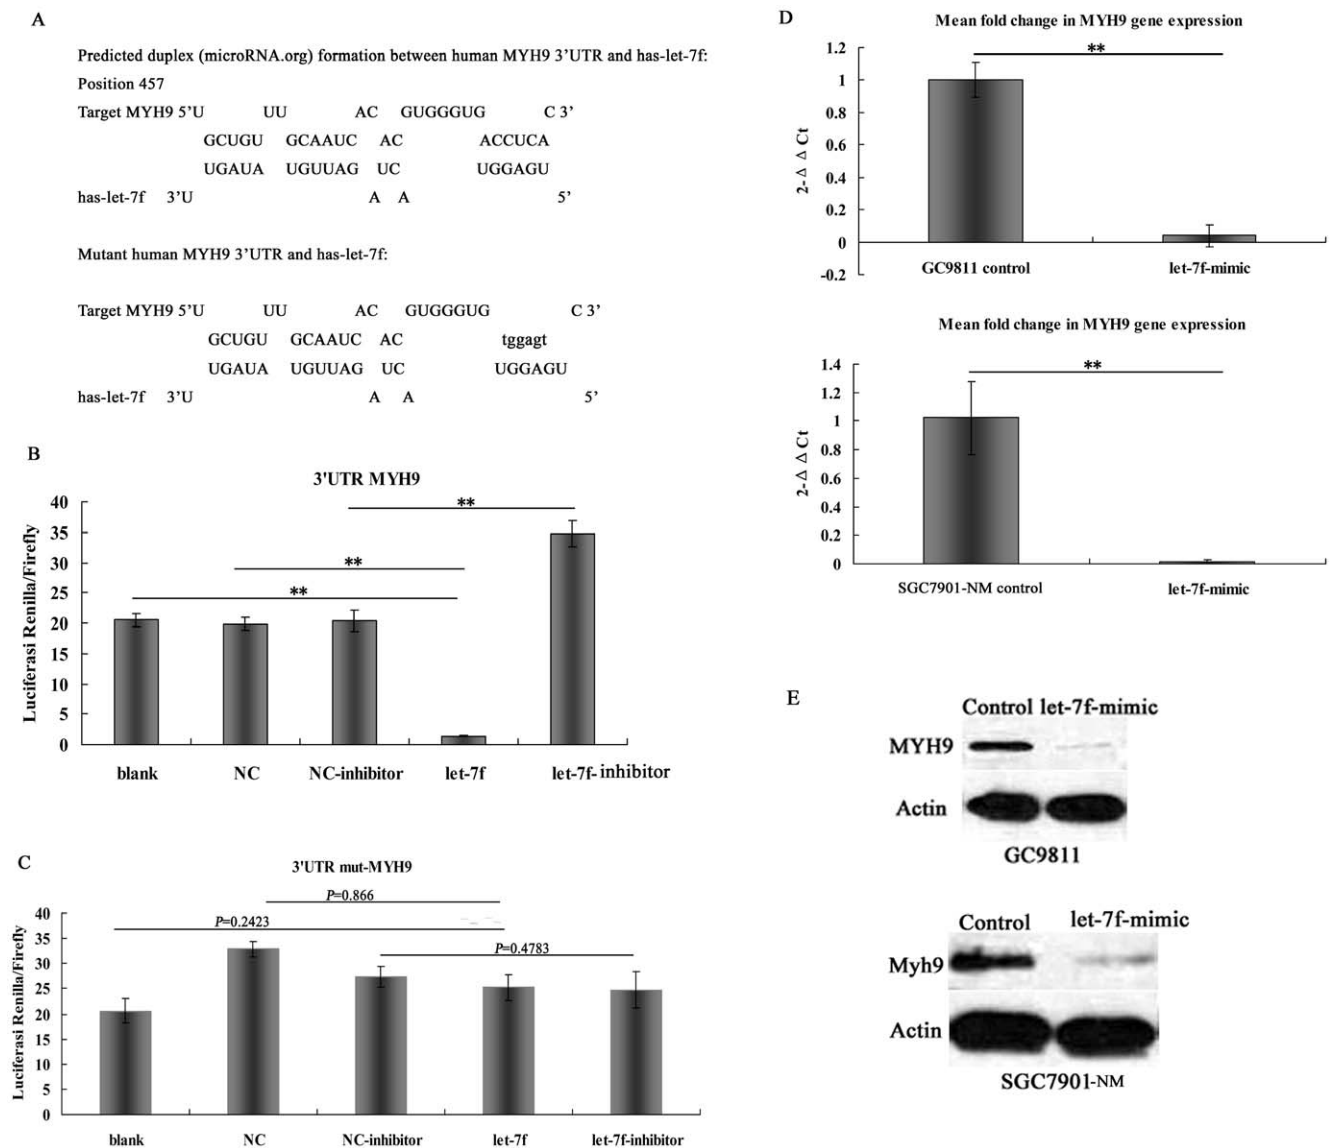 A
Predicted duplex (microRNA.org) formation between human MYH9 3'UTR and has-let-7f:
Position 457
Target MYH9 5'U UU AC GUGGGUG C 3'
GCUGU GCAAUC AC ACCUCA
UGAUA UGUUAG UC UGGAGU
has-let-7f 3'U A A 5'
Mutant human MYH9 3'UTR and has-let-7f:
Target MYH9 5'U UU AC GUGGGUG C 3'
GCUGU GCAAUC AC tggagt
UGAUA UGUUAG UC UGGAGU
has-let-7f 3'U A A 5'
B
3'UTR MYH9
Luciferasi Renilla/Firefly
40
35
30
25
20
15
10
5
0
**
**
**
blank NC NC-inhibitor let-7f let-7f-inhibitor
C
3'UTR mut-MYH9
Luciferasi Renilla/Firefly
40
35
30
25
20
15
10
5
0
P=0.866
P=0.2423
P=0.4783
blank NC NC-inhibitor let-7f let-7f-inhibitor
D
Mean fold change in MYH9 gene expression
2-Δ Δ Ct
1.2
1
0.8
0.6
0.4
0.2
0
-0.2
**
GC9811 control let-7f-mimic
Mean fold change in MYH9 gene expression
2-Δ Δ Ct
1.4
1.2
1
0.8
0.6
0.4
0.2
0
**
SGC7901-NM control let-7f-mimic
E
Control let-7f-mimic
MYH9
Actin
GC9811
Control let-7f-mimic
Myh9
Actin
SGC7901-NM